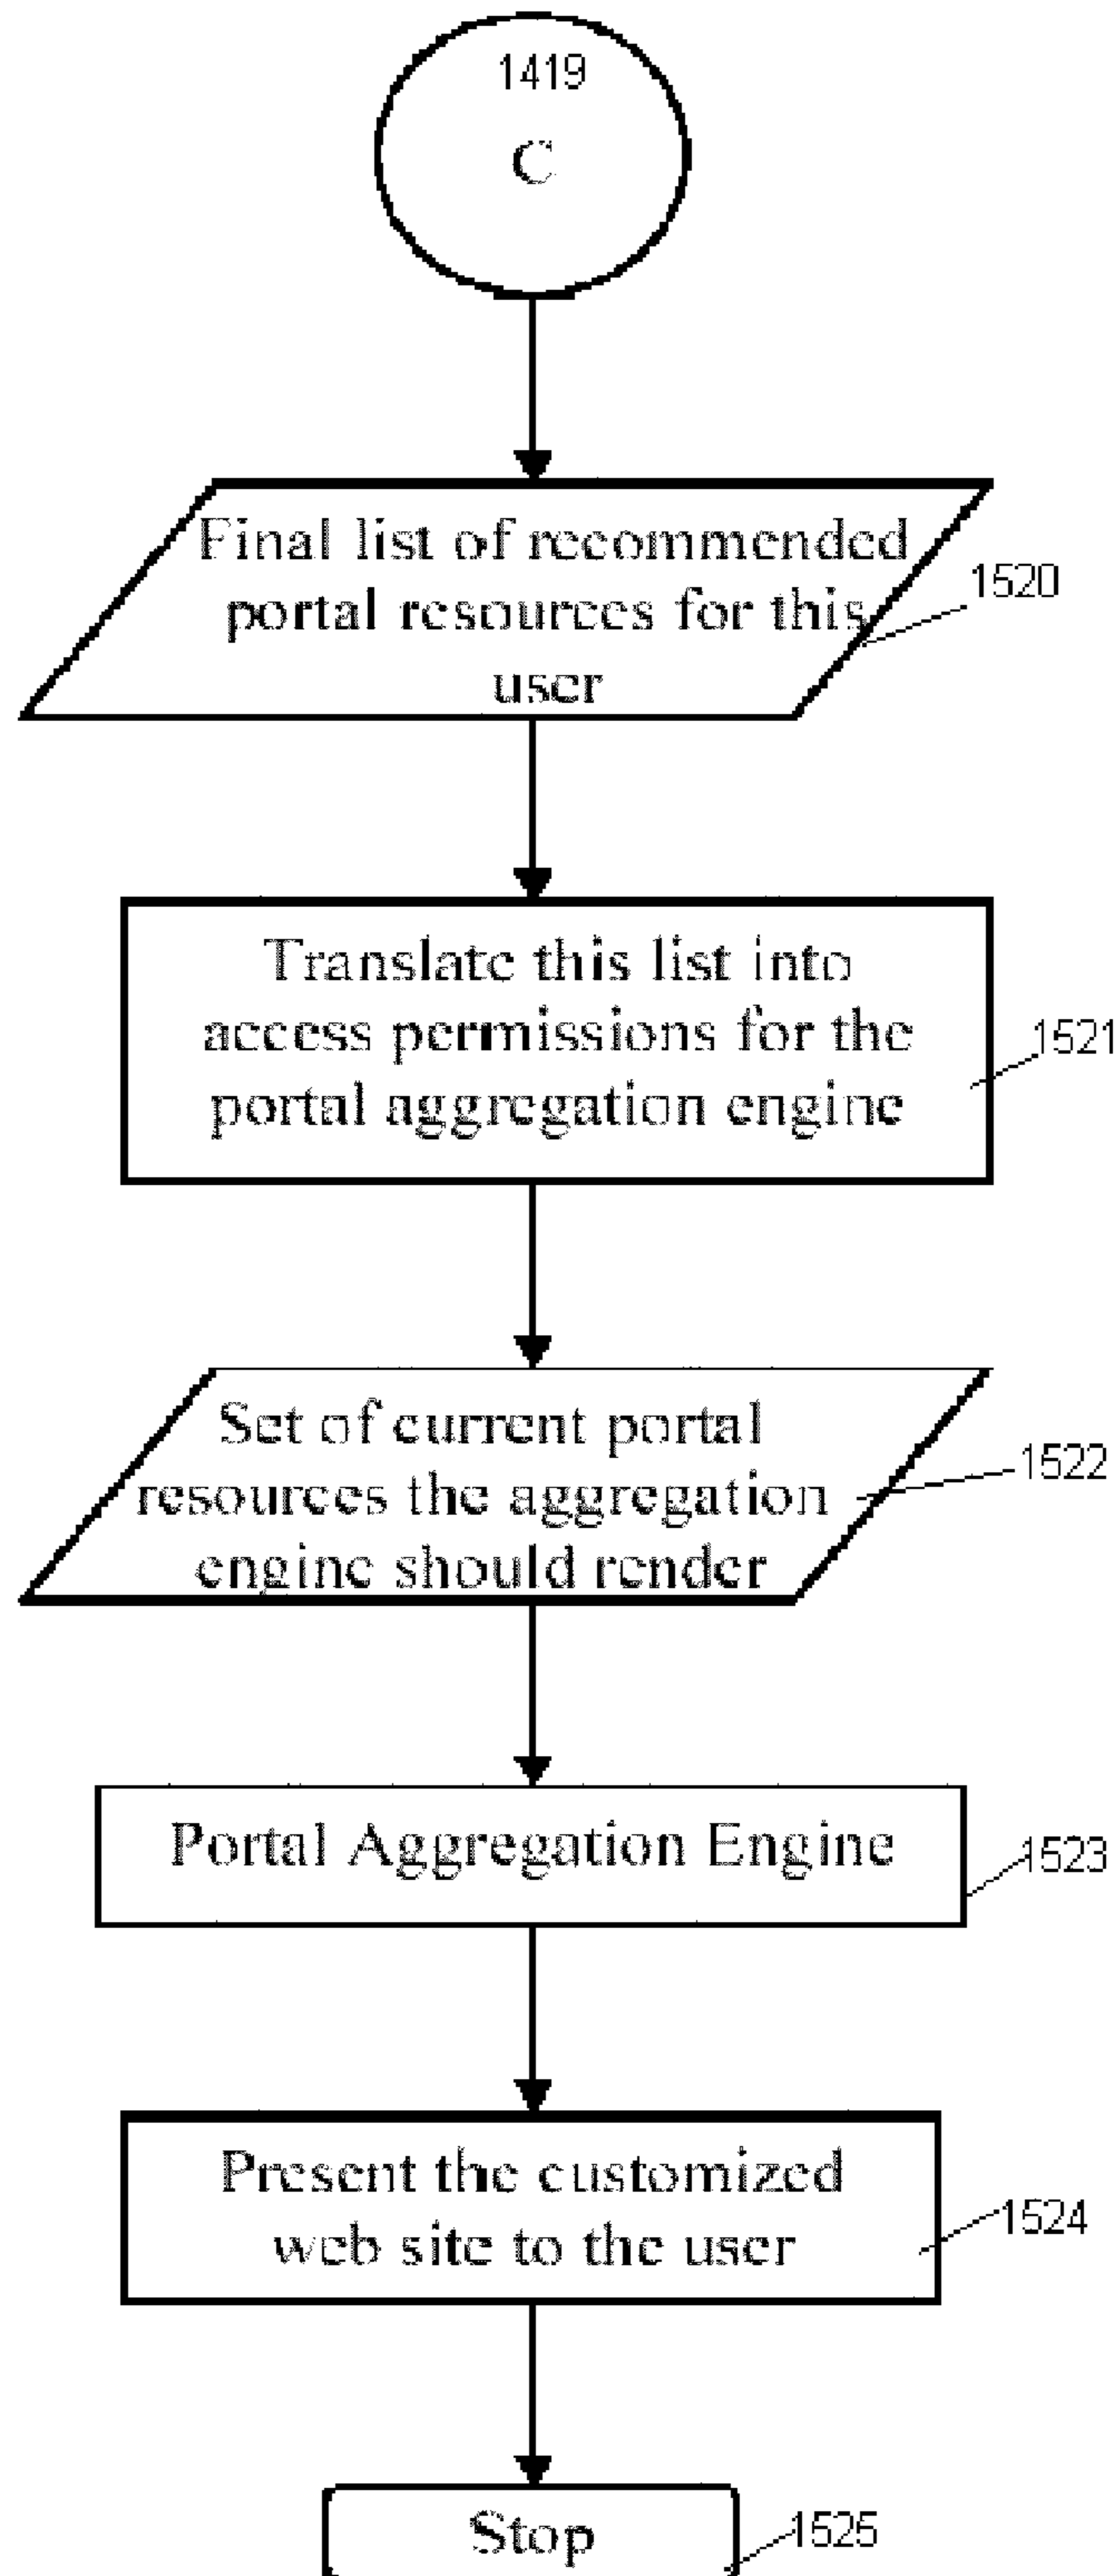 1419
C
Final list of recommended
portal resources for this
user
1520
Translate this list into
access permissions for the
portal aggregation engine
1521
Set of current portal
resources the aggregation
engine should render
1522
Portal Aggregation Engine
1523
Present the customized
web site to the user
1524
Stop
1525